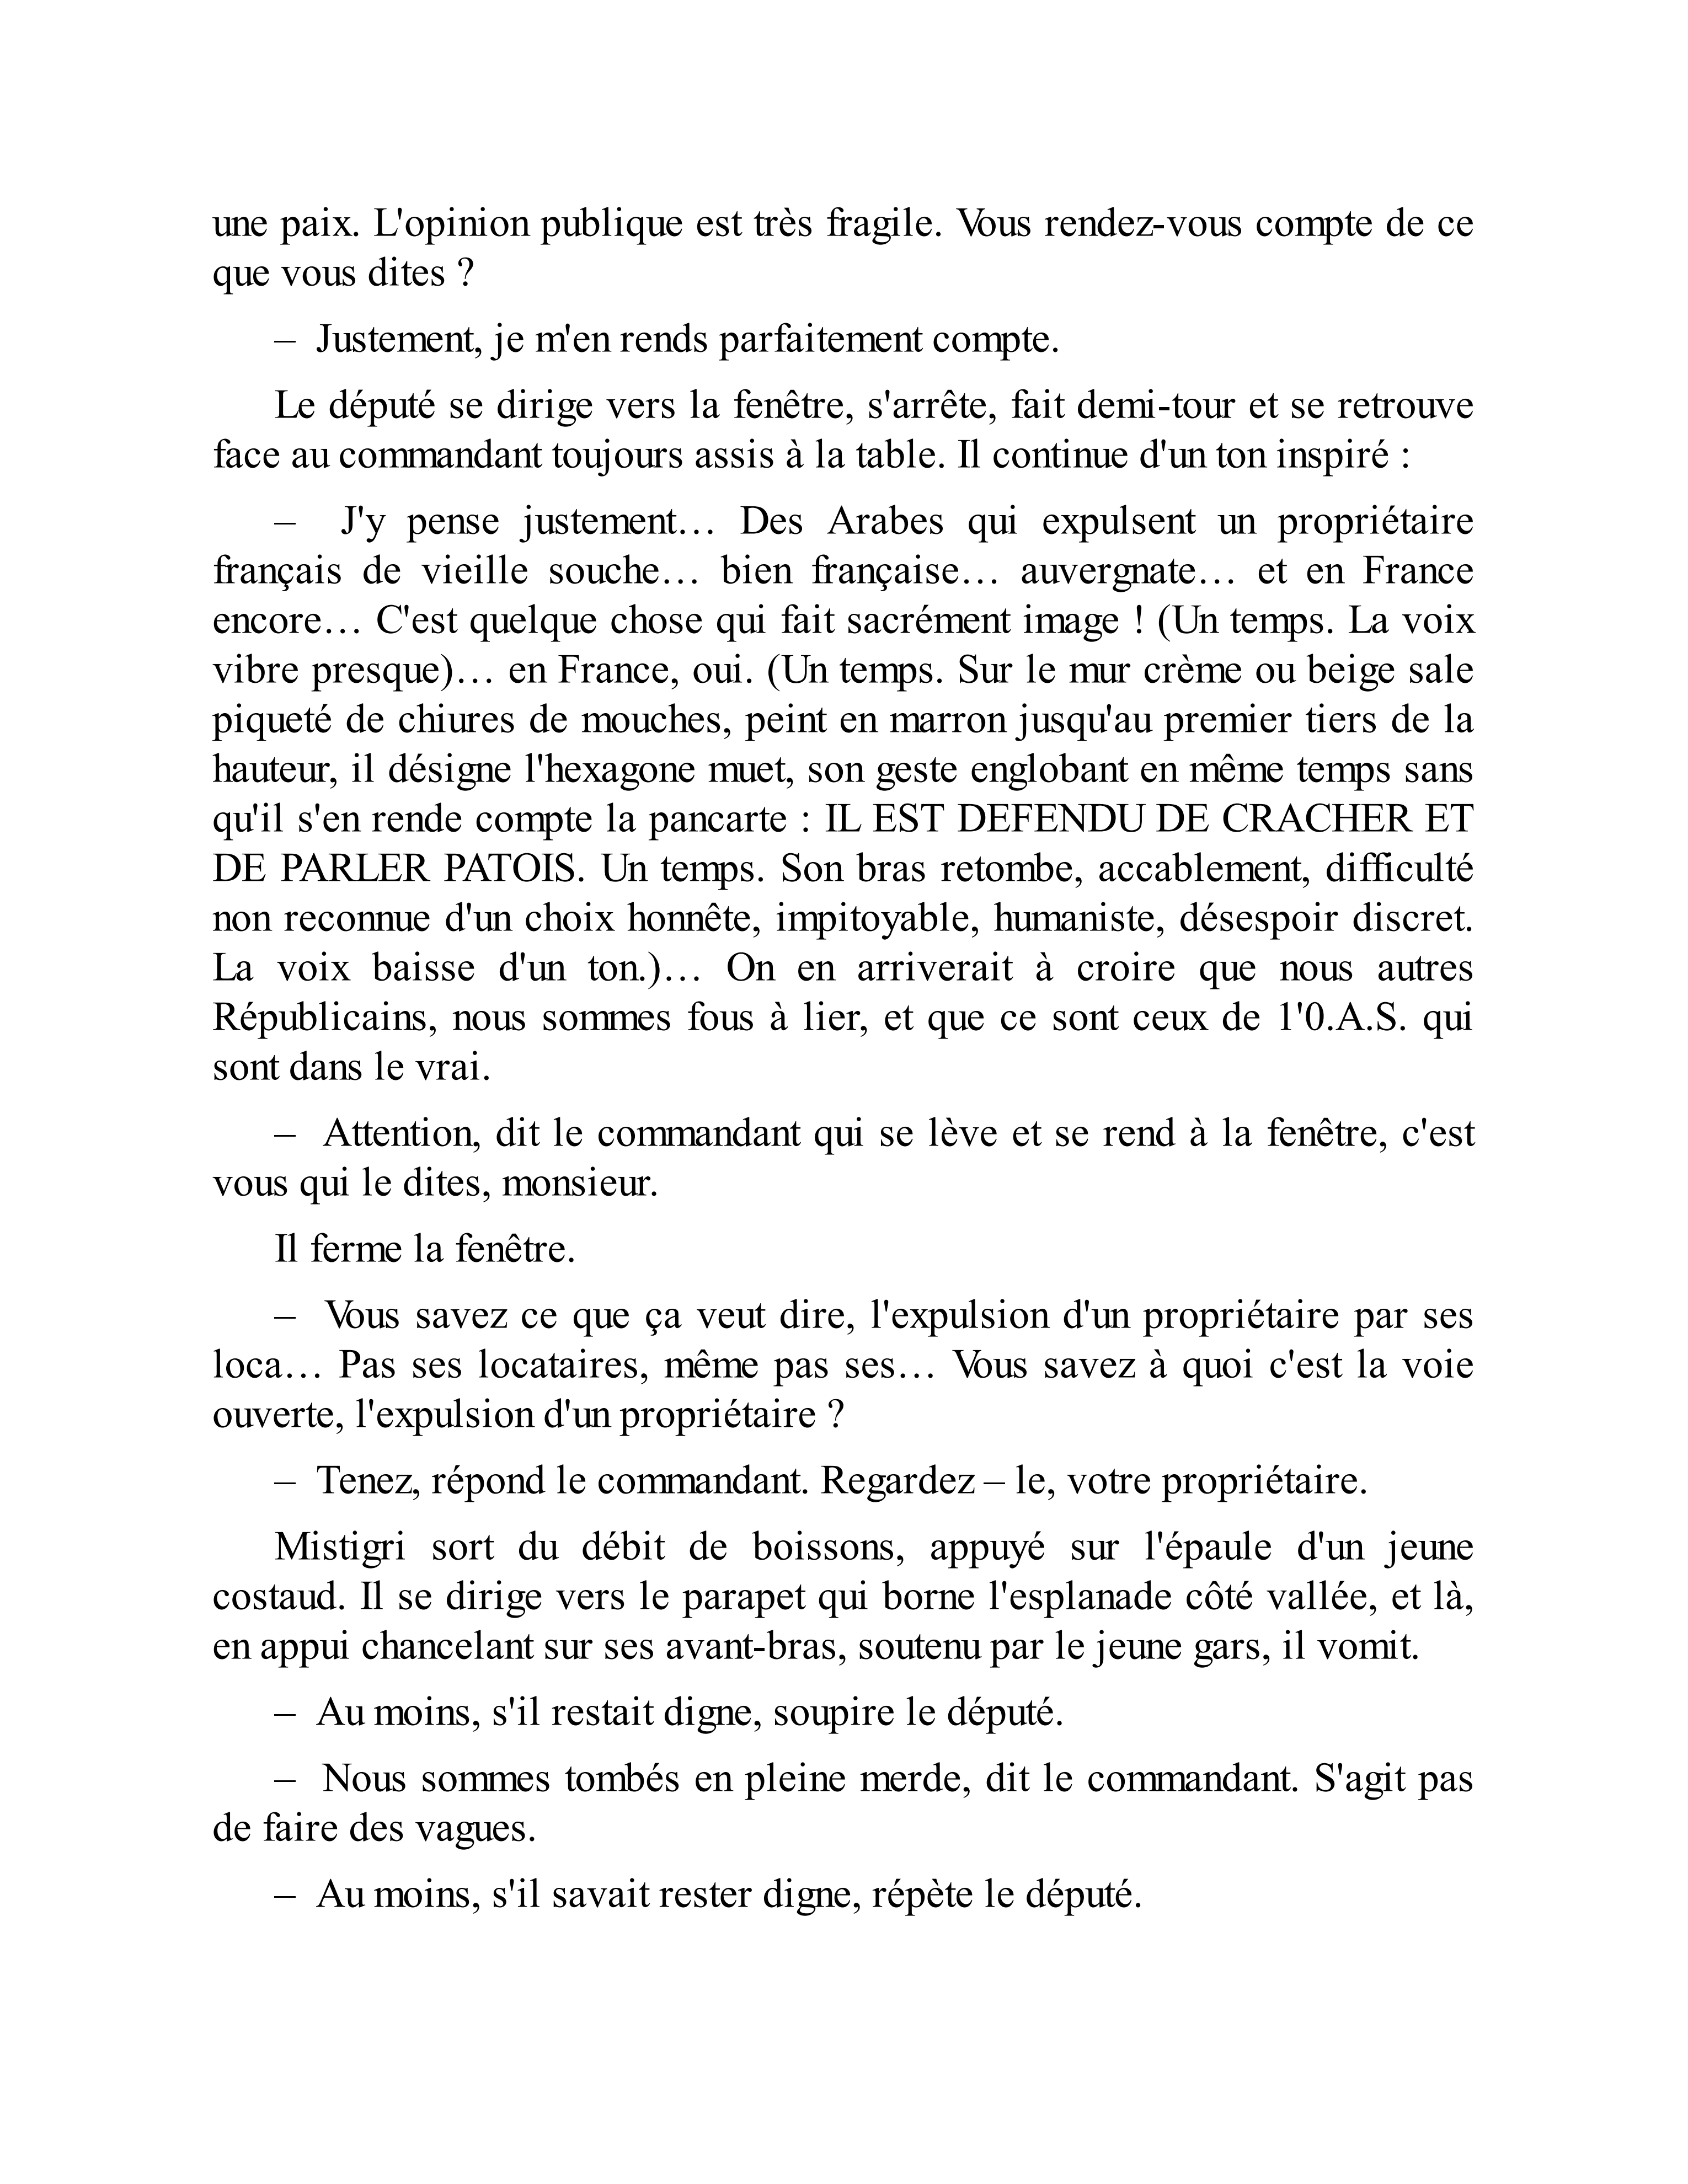 une paix. L'opinion publique est très fragile. Vous rendez-vous compte de ce
que vous dites ?
– Justement, je m'en rends parfaitement compte.
Le député se dirige vers la fenêtre, s'arrête, fait demi-tour et se retrouve
face au commandant toujours assis à la table. Il continue d'un ton inspiré :
– J'y pense justement… Des Arabes qui expulsent un propriétaire
français de vieille souche… bien française… auvergnate… et en France
encore… C'est quelque chose qui fait sacrément image ! (Un temps. La voix
vibre presque)… en France, oui. (Un temps. Sur le mur crème ou beige sale
piqueté de chiures de mouches, peint en marron jusqu'au premier tiers de la
hauteur, il désigne l'hexagone muet, son geste englobant en même temps sans
qu'il s'en rende compte la pancarte : IL EST DEFENDU DE CRACHER ET
DE PARLER PATOIS. Un temps. Son bras retombe, accablement, difficulté
non reconnue d'un choix honnête, impitoyable, humaniste, désespoir discret.
La voix baisse d'un ton.)… On en arriverait à croire que nous autres
Républicains, nous sommes fous à lier, et que ce sont ceux de 1'0.A.S. qui
sont dans le vrai.
– Attention, dit le commandant qui se lève et se rend à la fenêtre, c'est
vous qui le dites, monsieur.
Il ferme la fenêtre.
– Vous savez ce que ça veut dire, l'expulsion d'un propriétaire par ses
loca… Pas ses locataires, même pas ses… Vous savez à quoi c'est la voie
ouverte, l'expulsion d'un propriétaire ?
– Tenez, répond le commandant. Regardez – le, votre propriétaire.
Mistigri sort du débit de boissons, appuyé sur l'épaule d'un jeune
costaud. Il se dirige vers le parapet qui borne l'esplanade côté vallée, et là,
en appui chancelant sur ses avant-bras, soutenu par le jeune gars, il vomit.
– Au moins, s'il restait digne, soupire le député.
– Nous sommes tombés en pleine merde, dit le commandant. S'agit pas
de faire des vagues.
– Au moins, s'il savait rester digne, répète le député.